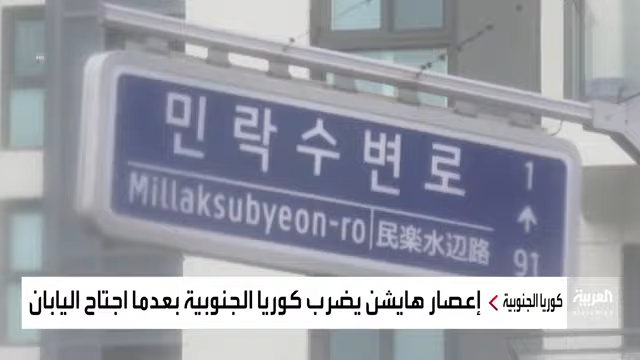 민락수변로
Millaksubyeon-ro
民楽水辺路
1
↑
91
كوريا الجنوبية
إعصار هايشن يضرب كوريا الجنوبية بعدما اجتاح اليابان
العربية